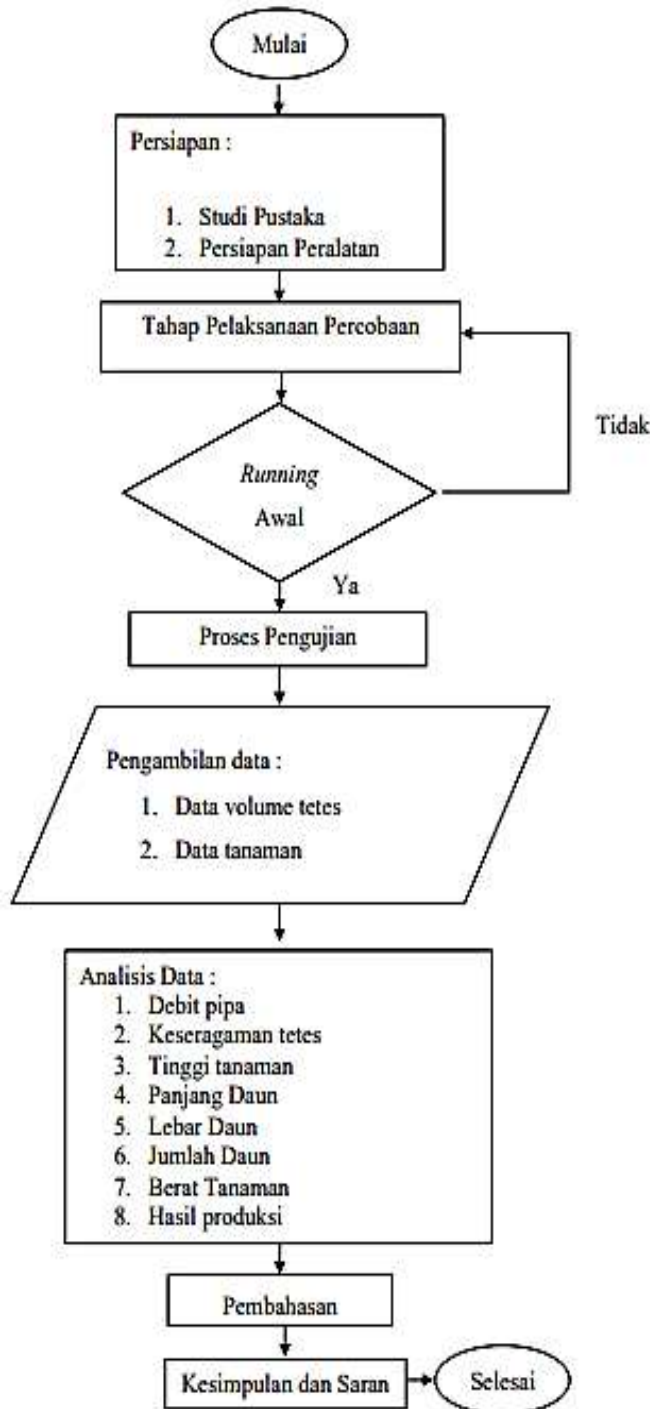 Mulai
Persiapan :
1. Studi Pustaka
2. Persiapan Peralatan
Tahap Pelaksanaan Percobaan
Tidak
Running
Awal
Ya
Proses Pengujian
Pengambilan data :
1. Data volume tetes
2. Data tanaman
Analisis Data :
1. Debit pipa
2. Keseragaman tetes
3. Tinggi tanaman
4. Panjang Daun
5. Lebar Daun
6. Jumlah Daun
7. Berat Tanaman
8. Hasil produksi
Pembahasan
Kesimpulan dan Saran
Selesai